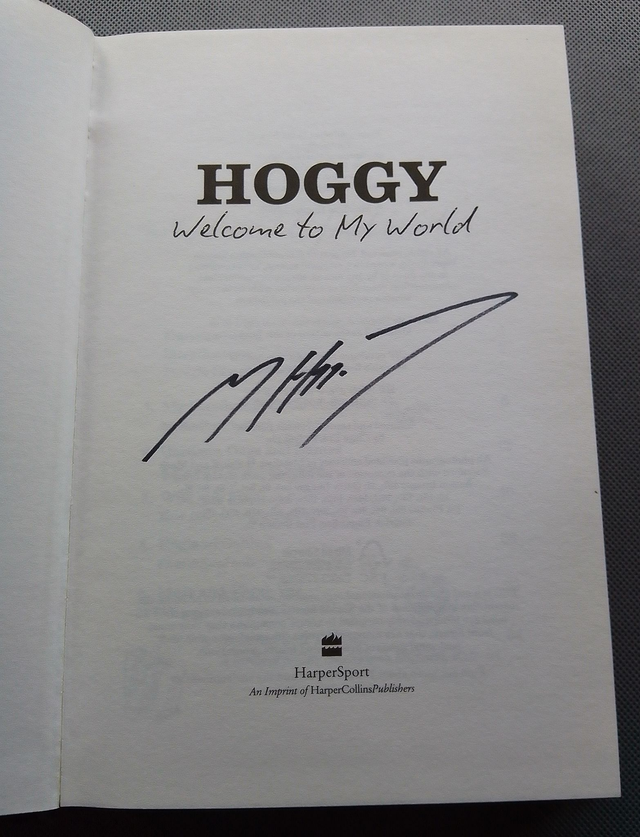 HOGGY
Welcome to My World
HarperSport
An Imprint of HarperCollinsPublishers